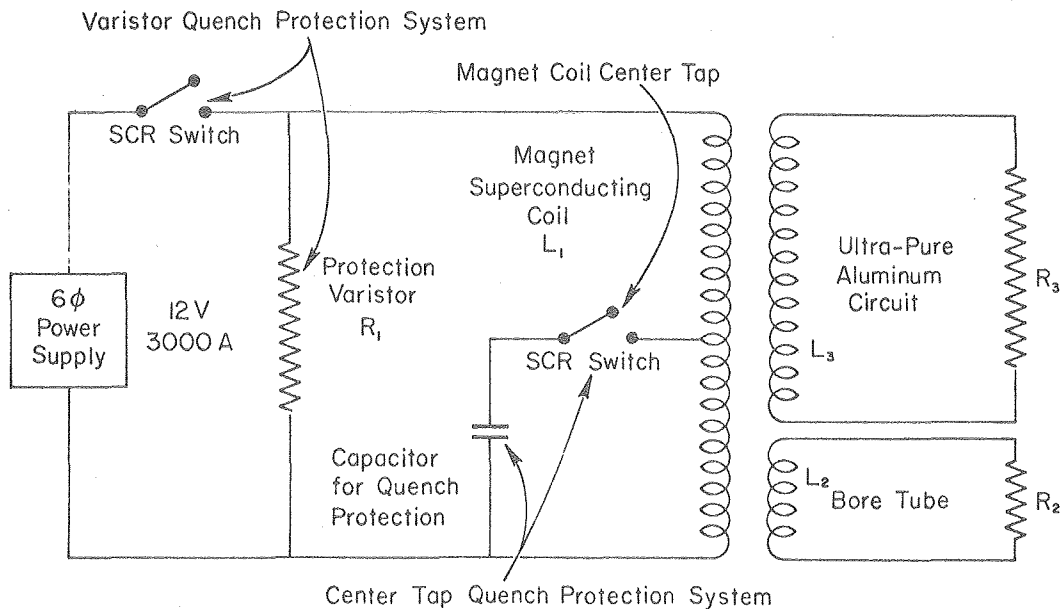 Varistor Quench Protection System
Magnet Coil Center Tap
SCR Switch
Magnet
Superconducting
Coil
L₁
Ultra-Pure
Aluminum
Circuit
R₃
6ϕ
Power
Supply
12V
3000 A
Protection
Varistor
R₁
SCR Switch
L₃
Capacitor
for Quench
Protection
L₂
Bore Tube
R₂
Center Tap Quench Protection System